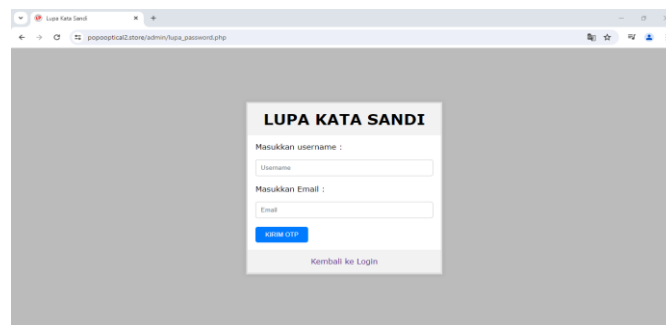 Lupa Kata Sandi
popooptical2.store/admin/lupa_password.php
LUPA KATA SANDI
Masukkan username :
Username
Masukkan Email :
Email
KIRIM OTP
Kembali ke Login